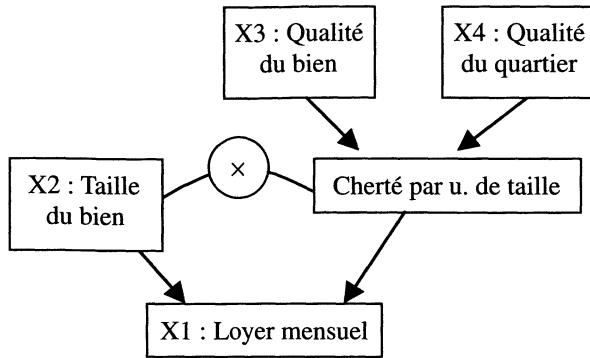 X3 : Qualité
du bien
X4 : Qualité
du quartier
×
X2 : Taille
du bien
Cherté par u. de taille
X1 : Loyer mensuel